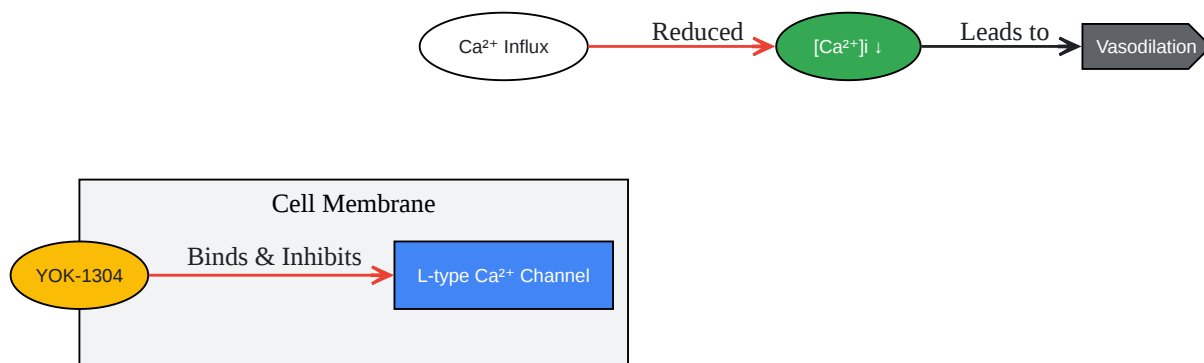 Ca²⁺ Influx
Reduced
[Ca²⁺]i ↓
Leads to
Vasodilation
Cell Membrane
YOK-1304
Binds & Inhibits
L-type Ca²⁺ Channel